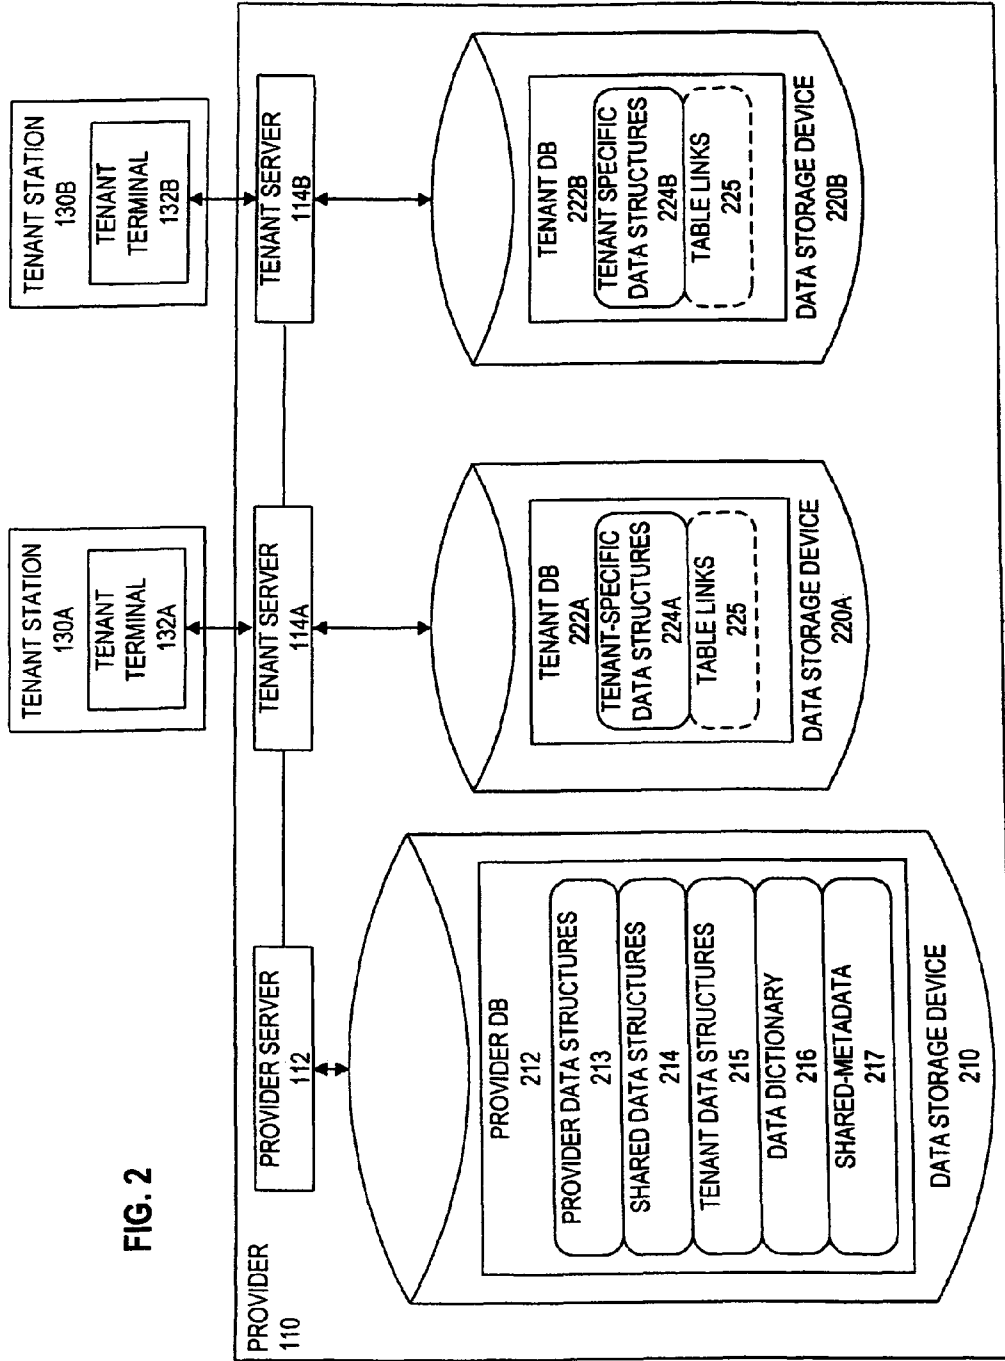 FIG. 2
PROVIDER
110
PROVIDER SERVER
112
PROVIDER DB
212
PROVIDER DATA STRUCTURES
213
SHARED DATA STRUCTURES
214
TENANT DATA STRUCTURES
215
DATA DICTIONARY
216
SHARED-METADATA
217
DATA STORAGE DEVICE
210
TENANT STATION
130A
TENANT
TERMINAL
132A
TENANT SERVER
114A
TENANT DB
222A
TENANT-SPECIFIC
DATA STRUCTURES
224A
TABLE LINKS
225
DATA STORAGE DEVICE
220A
TENANT STATION
130B
TENANT
TERMINAL
132B
TENANT SERVER
114B
TENANT DB
222B
TENANT SPECIFIC
DATA STRUCTURES
224B
TABLE LINKS
225
DATA STORAGE DEVICE
220B